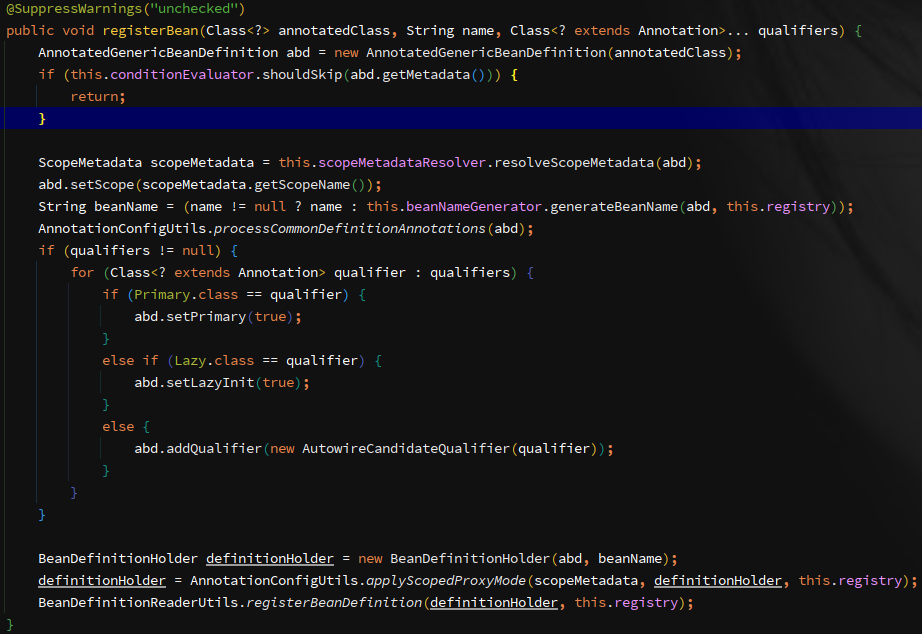 @SuppressWarnings("unchecked")
public void registerBean(Class<?> annotatedClass, String name, Class<? extends Annotation>... qualifiers) {
    AnnotatedGenericBeanDefinition abd = new AnnotatedGenericBeanDefinition(annotatedClass);
    if (this.conditionEvaluator.shouldSkip(abd.getMetadata())) {
        return;
    }

    ScopeMetadata scopeMetadata = this.scopeMetadataResolver.resolveScopeMetadata(abd);
    abd.setScope(scopeMetadata.getScopeName());
    String beanName = (name != null ? name : this.beanNameGenerator.generateBeanName(abd, this.registry));
    AnnotationConfigUtils.processCommonDefinitionAnnotations(abd);
    if (qualifiers != null) {
        for (Class<? extends Annotation> qualifier : qualifiers) {
            if (Primary.class == qualifier) {
                abd.setPrimary(true);
            }
            else if (Lazy.class == qualifier) {
                abd.setLazyInit(true);
            }
            else {
                abd.addQualifier(new AutowireCandidateQualifier(qualifier));
            }
        }
    }

    BeanDefinitionHolder definitionHolder = new BeanDefinitionHolder(abd, beanName);
    definitionHolder = AnnotationConfigUtils.applyScopedProxyMode(scopeMetadata, definitionHolder, this.registry);
    BeanDefinitionReaderUtils.registerBeanDefinition(definitionHolder, this.registry);
}